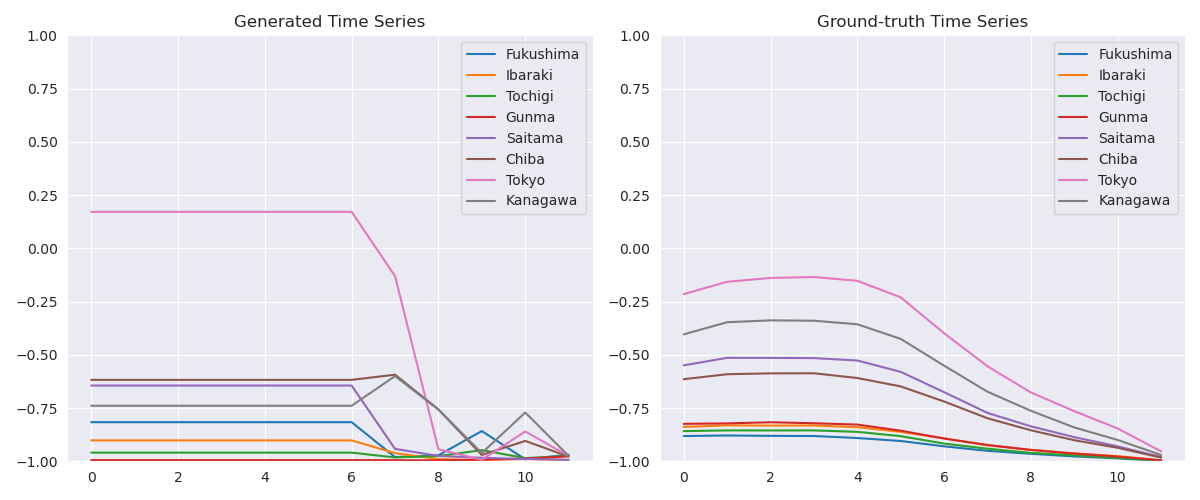 Generated Time Series
1.00
0.75
0.50
0.25
0.00
−0.25
−0.50
−0.75
−1.00
0 2 4 6 8 10
Fukushima
Ibaraki
Tochigi
Gunma
Saitama
Chiba
Tokyo
Kanagawa
Ground-truth Time Series
1.00
0.75
0.50
0.25
0.00
−0.25
−0.50
−0.75
−1.00
0 2 4 6 8 10
Fukushima
Ibaraki
Tochigi
Gunma
Saitama
Chiba
Tokyo
Kanagawa